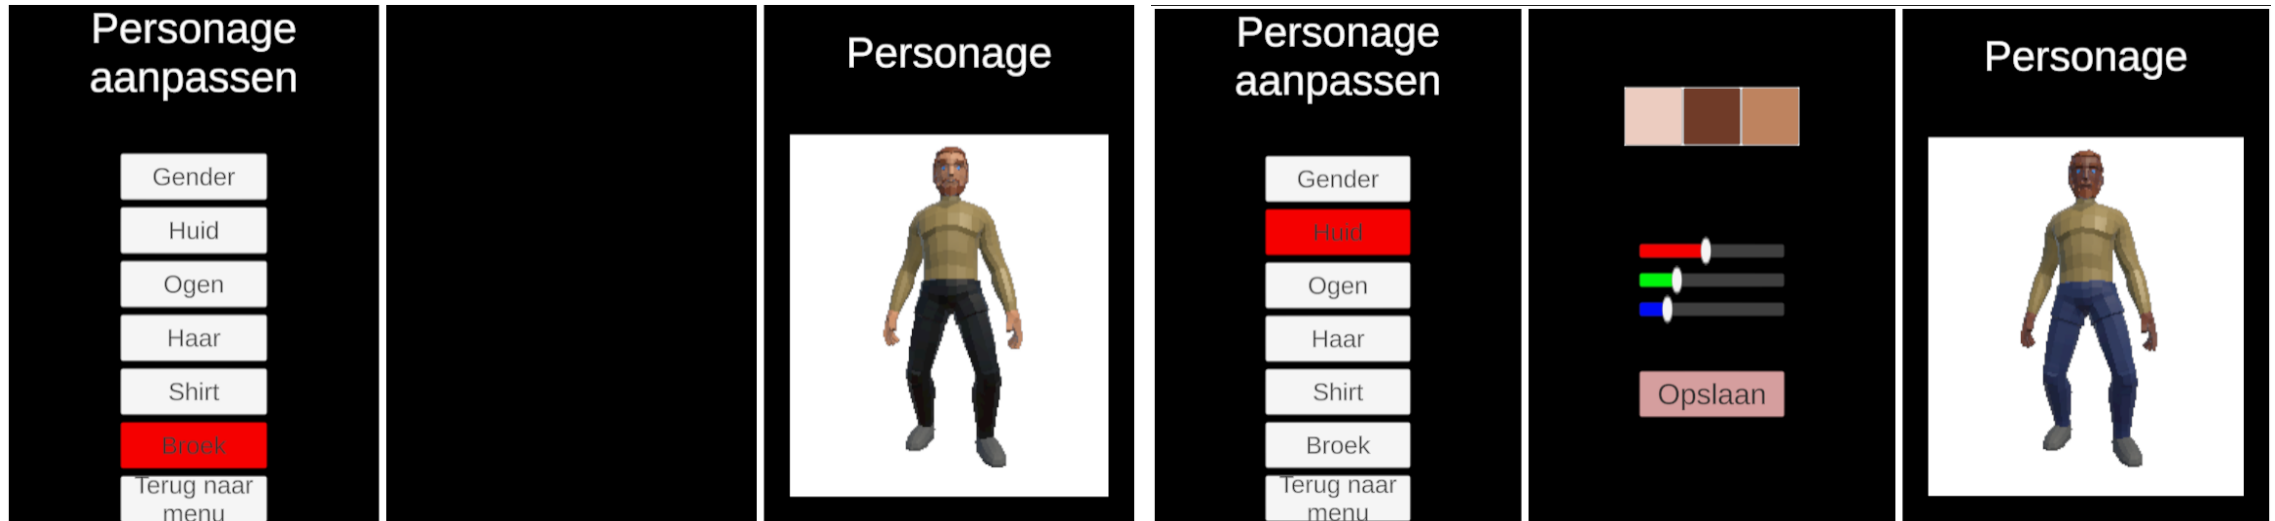 Personage
aanpassen
Gender
Huid
Ogen
Haar
Shirt
Broek
Terug naar
menu
Personage
Personage
aanpassen
Gender
Huid
Ogen
Haar
Shirt
Broek
Terug naar
menu
Opslaan
Personage